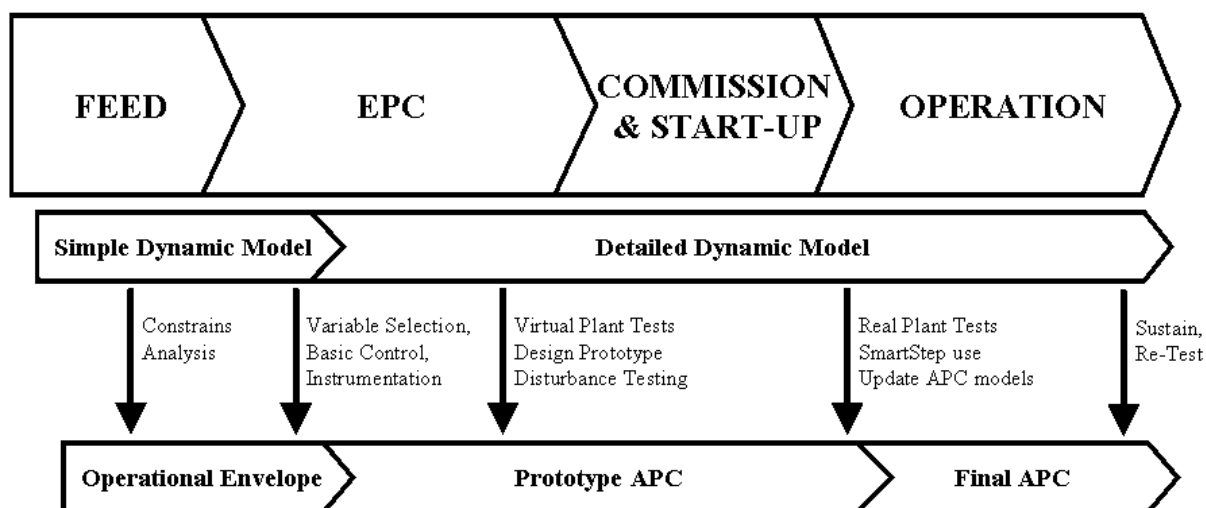 FEED
EPC
COMMISSION
& START-UP
OPERATION
Simple Dynamic Model
Detailed Dynamic Model
Constrains
Analysis
Variable Selection,
Basic Control,
Instrumentation
Virtual Plant Tests
Design Prototype
Disturbance Testing
Real Plant Tests
SmartStep use
Update APC models
Sustain,
Re-Test
Operational Envelope
Prototype APC
Final APC